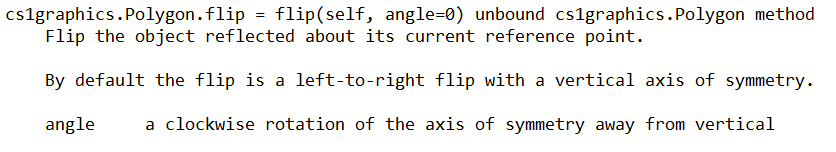 cs1graphics.Polygon.flip = flip(self, angle=0) unbound cs1graphics.Polygon method
Flip the object reflected about its current reference point.
By default the flip is a left-to-right flip with a vertical axis of symmetry.
angle a clockwise rotation of the axis of symmetry away from vertical